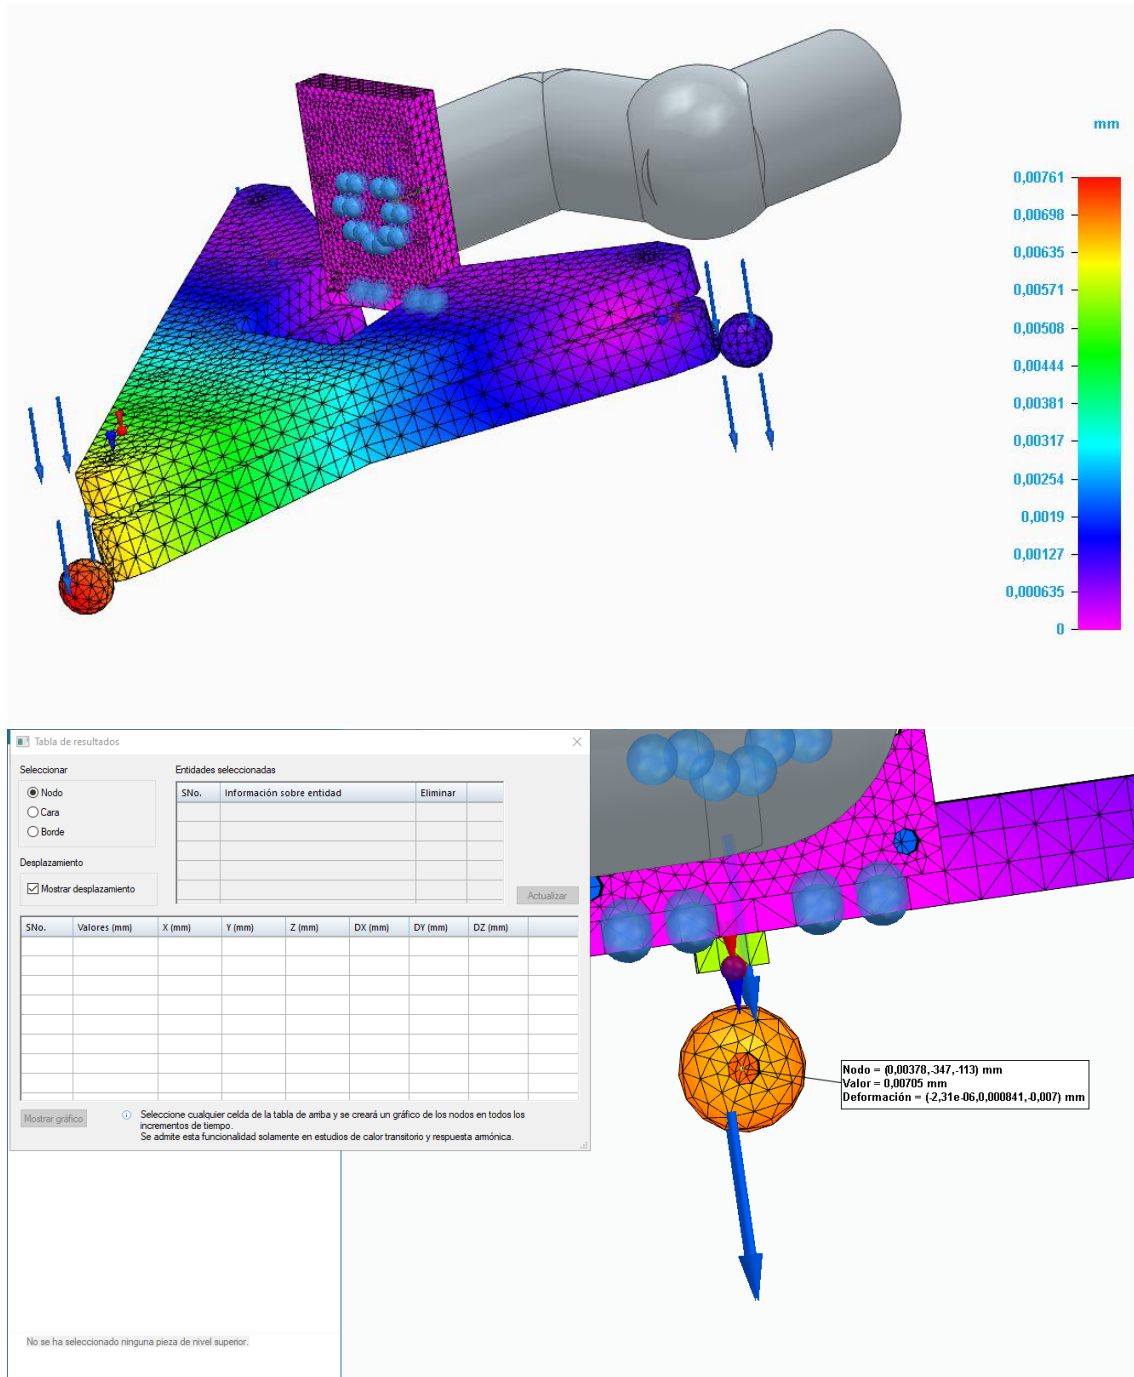 mm
0,00761
0,00698
0,00635
0,00571
0,00508
0,00444
0,00381
0,00317
0,00254
0,0019
0,00127
0,000635
0
Tabla de resultados
Seleccionar
Nodo
Cara
Borde
Desplazamiento
Mostrar desplazamiento
Entidades seleccionadas
SNo. Información sobre entidad Eliminar
Actualizar
SNo. Valores (mm) X (mm) Y (mm) Z (mm) DX (mm) DY (mm) DZ (mm)
Mostrar gráfico
Seleccione cualquier celda de la tabla de arriba y se creará un gráfico de los nodos en todos los
incrementos de tiempo.
Se admite esta funcionalidad solamente en estudios de calor transitorio y respuesta armónica.
Nodo = (0,00378,-347,-113) mm
Valor = 0,00705 mm
Deformación = (-2,31e-06,0,000841,-0,007) mm
No se ha seleccionado ninguna pieza de nivel superior.